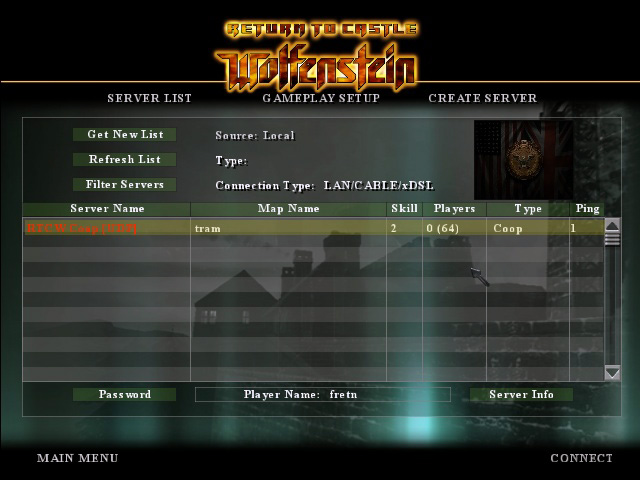 RETURN TO CASTLE
Wolfenstein
SERVER LIST GAMEPLAY SETUP CREATE SERVER
Get New List Source: Local
Refresh List Type:
Filter Servers Connection Type: LAN/CABLE/xDSL
Server Name Map Name Skill Players Type Ping
tram 2 0 (64) Coop 1
Password Player Name: fretn Server Info
MAIN MENU CONNECT